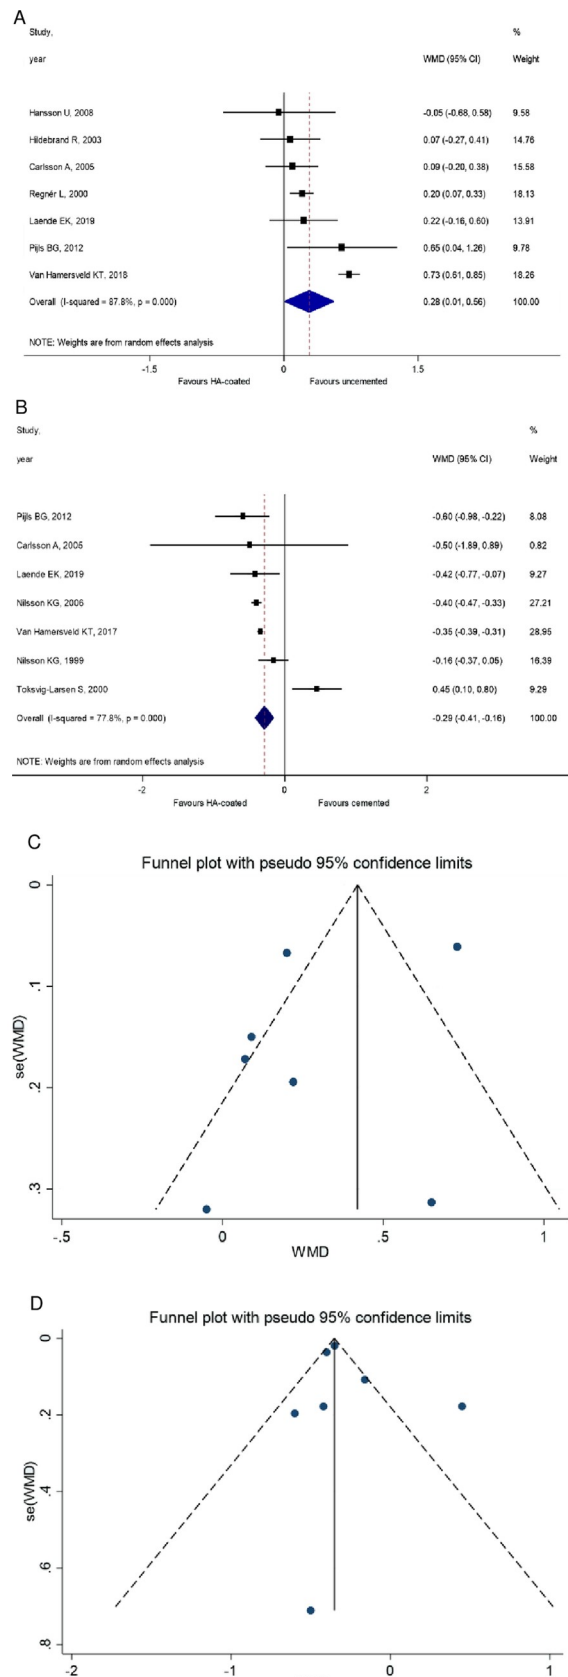 A
Study, %
year WMD (95% CI) Weight
Hansson U, 2008 -0.05 (-0.68, 0.58) 9.58
Hildebrand R, 2003 0.07 (-0.27, 0.41) 14.76
Carlsson A, 2005 0.09 (-0.20, 0.38) 15.58
Regnér L, 2000 0.20 (0.07, 0.33) 18.13
Laende EK, 2019 0.22 (-0.16, 0.60) 13.91
Pijls BG, 2012 0.65 (0.04, 1.26) 9.78
Van Hamersveld KT, 2018 0.73 (0.61, 0.85) 18.26
Overall (I-squared = 87.8%, p = 0.000) 0.28 (0.01, 0.56) 100.00
NOTE: Weights are from random effects analysis
-1.5 0 1.5
Favours HA-coated Favours uncemented
B
Study, %
year WMD (95% CI) Weight
Pijls BG, 2012 -0.60 (-0.98, -0.22) 8.08
Carlsson A, 2005 -0.50 (-1.89, 0.89) 0.82
Laende EK, 2019 -0.42 (-0.77, -0.07) 9.27
Nilsson KG, 2006 -0.40 (-0.47, -0.33) 27.21
Van Hamersveld KT, 2017 -0.35 (-0.39, -0.31) 28.95
Nilsson KG, 1999 -0.16 (-0.37, 0.05) 16.39
Toksvig-Larsen S, 2000 0.45 (0.10, 0.80) 9.29
Overall (I-squared = 77.8%, p = 0.000) -0.29 (-0.41, -0.16) 100.00
NOTE: Weights are from random effects analysis
-2 0 2
Favours HA-coated Favours cemented
C
Funnel plot with pseudo 95% confidence limits
0
.1
se(WMD)
.2
.3
-.5 0 .5 1
WMD
D
Funnel plot with pseudo 95% confidence limits
0
.2
se(WMD)
.4
.6
.8
-2 -1 0 1